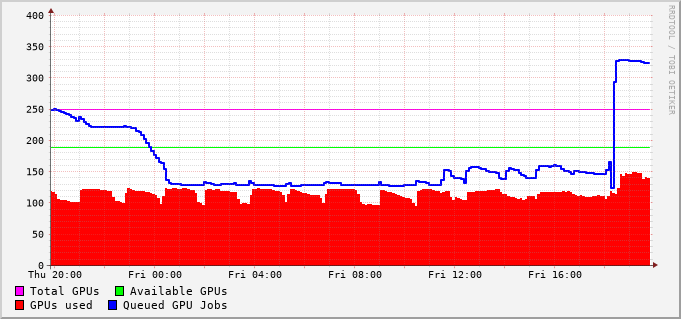 400
350
300
250
200
150
100
50
0
Thu 20:00 Fri 00:00 Fri 04:00 Fri 08:00 Fri 12:00 Fri 16:00
Total GPUs Available GPUs
GPUs used Queued GPU Jobs
RRDTOOL / TOBI OETIKER